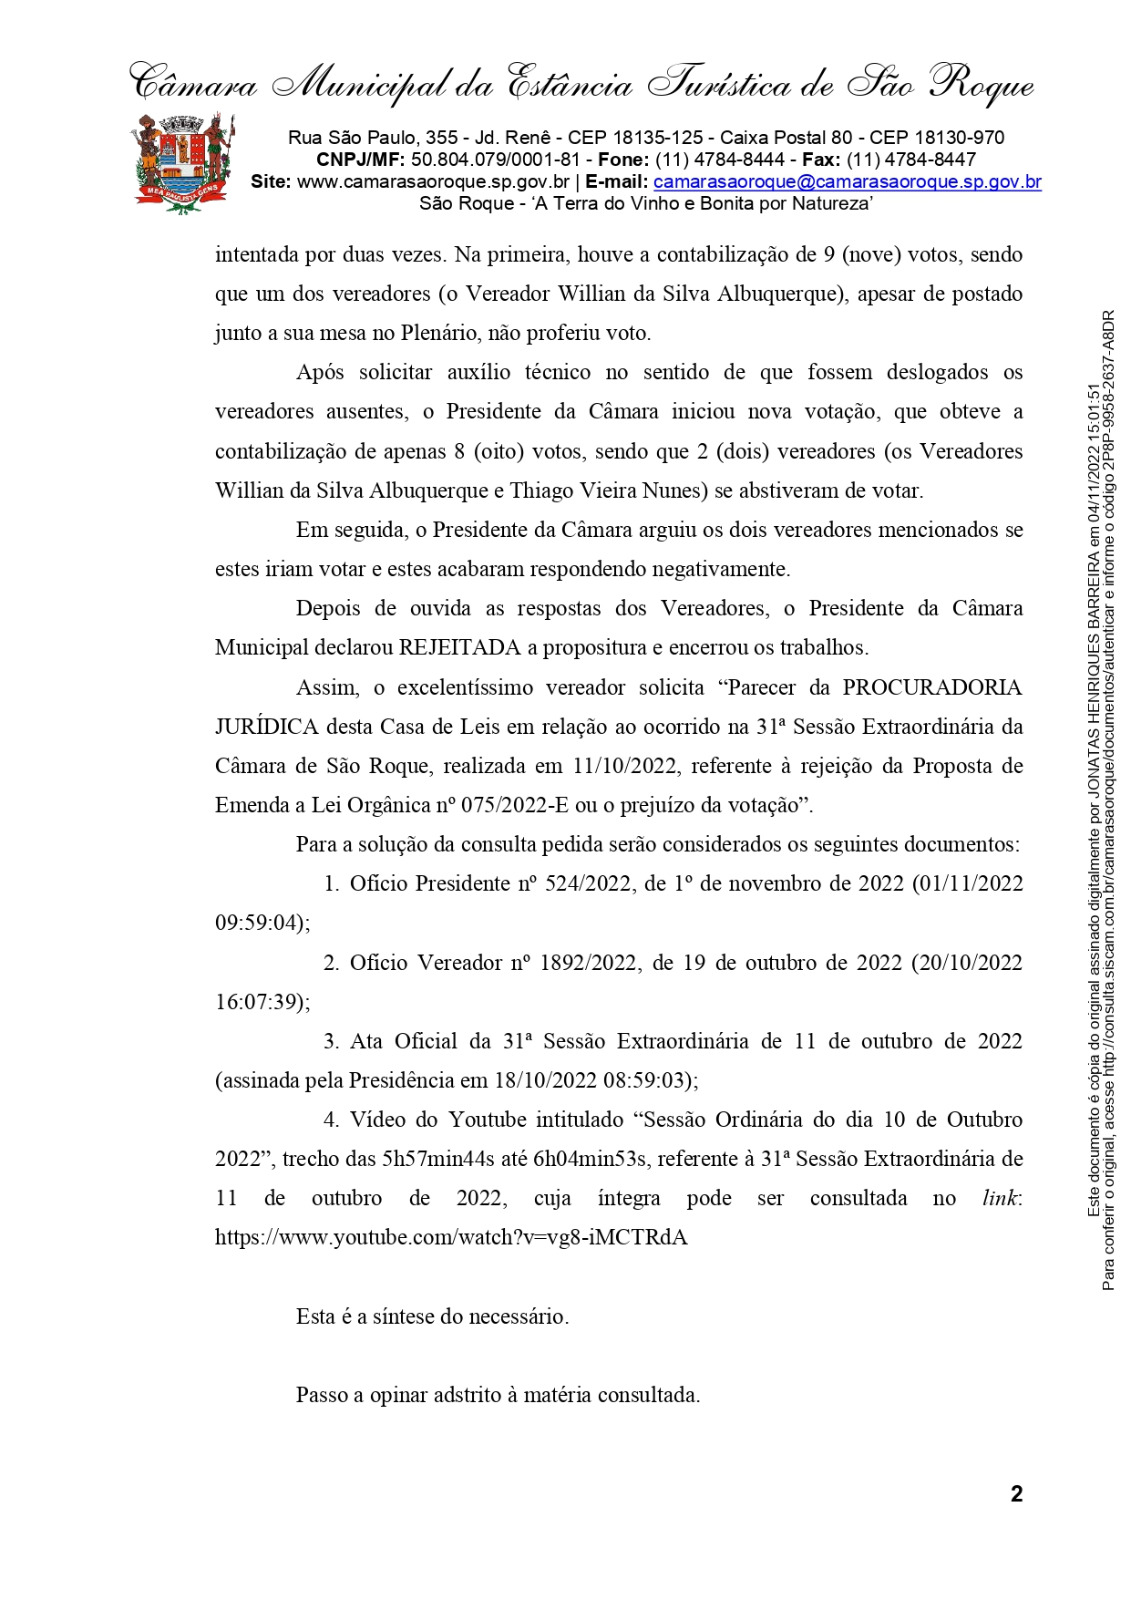 Câmara Municipal da Estância Turística de São Roque
Rua São Paulo, 355 - Jd. Renê - CEP 18135-125 - Caixa Postal 80 - CEP 18130-970
CNPJ/MF: 50.804.079/0001-81 - Fone: (11) 4784-8444 - Fax: (11) 4784-8447
Site: www.camarasaoroque.sp.gov.br | E-mail: camarasaoroque@camarasaoroque.sp.gov.br
São Roque - ‘A Terra do Vinho e Bonita por Natureza’
intentada por duas vezes. Na primeira, houve a contabilização de 9 (nove) votos, sendo
que um dos vereadores (o Vereador Willian da Silva Albuquerque), apesar de postado
junto a sua mesa no Plenário, não proferiu voto.
Após solicitar auxílio técnico no sentido de que fossem deslogados os
vereadores ausentes, o Presidente da Câmara iniciou nova votação, que obteve a
contabilização de apenas 8 (oito) votos, sendo que 2 (dois) vereadores (os Vereadores
Willian da Silva Albuquerque e Thiago Vieira Nunes) se abstiveram de votar.
Em seguida, o Presidente da Câmara arguiu os dois vereadores mencionados se
estes iriam votar e estes acabaram respondendo negativamente.
Depois de ouvida as respostas dos Vereadores, o Presidente da Câmara
Municipal declarou REJEITADA a propositura e encerrou os trabalhos.
Assim, o excelentíssimo vereador solicita “Parecer da PROCURADORIA
JURÍDICA desta Casa de Leis em relação ao ocorrido na 31ª Sessão Extraordinária da
Câmara de São Roque, realizada em 11/10/2022, referente à rejeição da Proposta de
Emenda a Lei Orgânica nº 075/2022-E ou o prejuízo da votação”.
Para a solução da consulta pedida serão considerados os seguintes documentos:
1. Ofício Presidente nº 524/2022, de 1º de novembro de 2022 (01/11/2022
09:59:04);
2. Ofício Vereador nº 1892/2022, de 19 de outubro de 2022 (20/10/2022
16:07:39);
3. Ata Oficial da 31ª Sessão Extraordinária de 11 de outubro de 2022
(assinada pela Presidência em 18/10/2022 08:59:03);
4. Vídeo do Youtube intitulado “Sessão Ordinária do dia 10 de Outubro
2022”, trecho das 5h57min44s até 6h04min53s, referente à 31ª Sessão Extraordinária de
11 de outubro de 2022, cuja íntegra pode ser consultada no link:
https://www.youtube.com/watch?v=vg8-iMCTRdA
Esta é a síntese do necessário.
Passo a opinar adstrito à matéria consultada.
2
Este documento é cópia do original assinado digitalmente por JONATAS HENRIQUES BARREIRA em 04/11/2022 15:01:51
Para conferir o original, acesse http://consulta.siscam.com.br/camarasaoroque/documentos/autenticar e informe o código 2P8P-9958-2637-A8DR